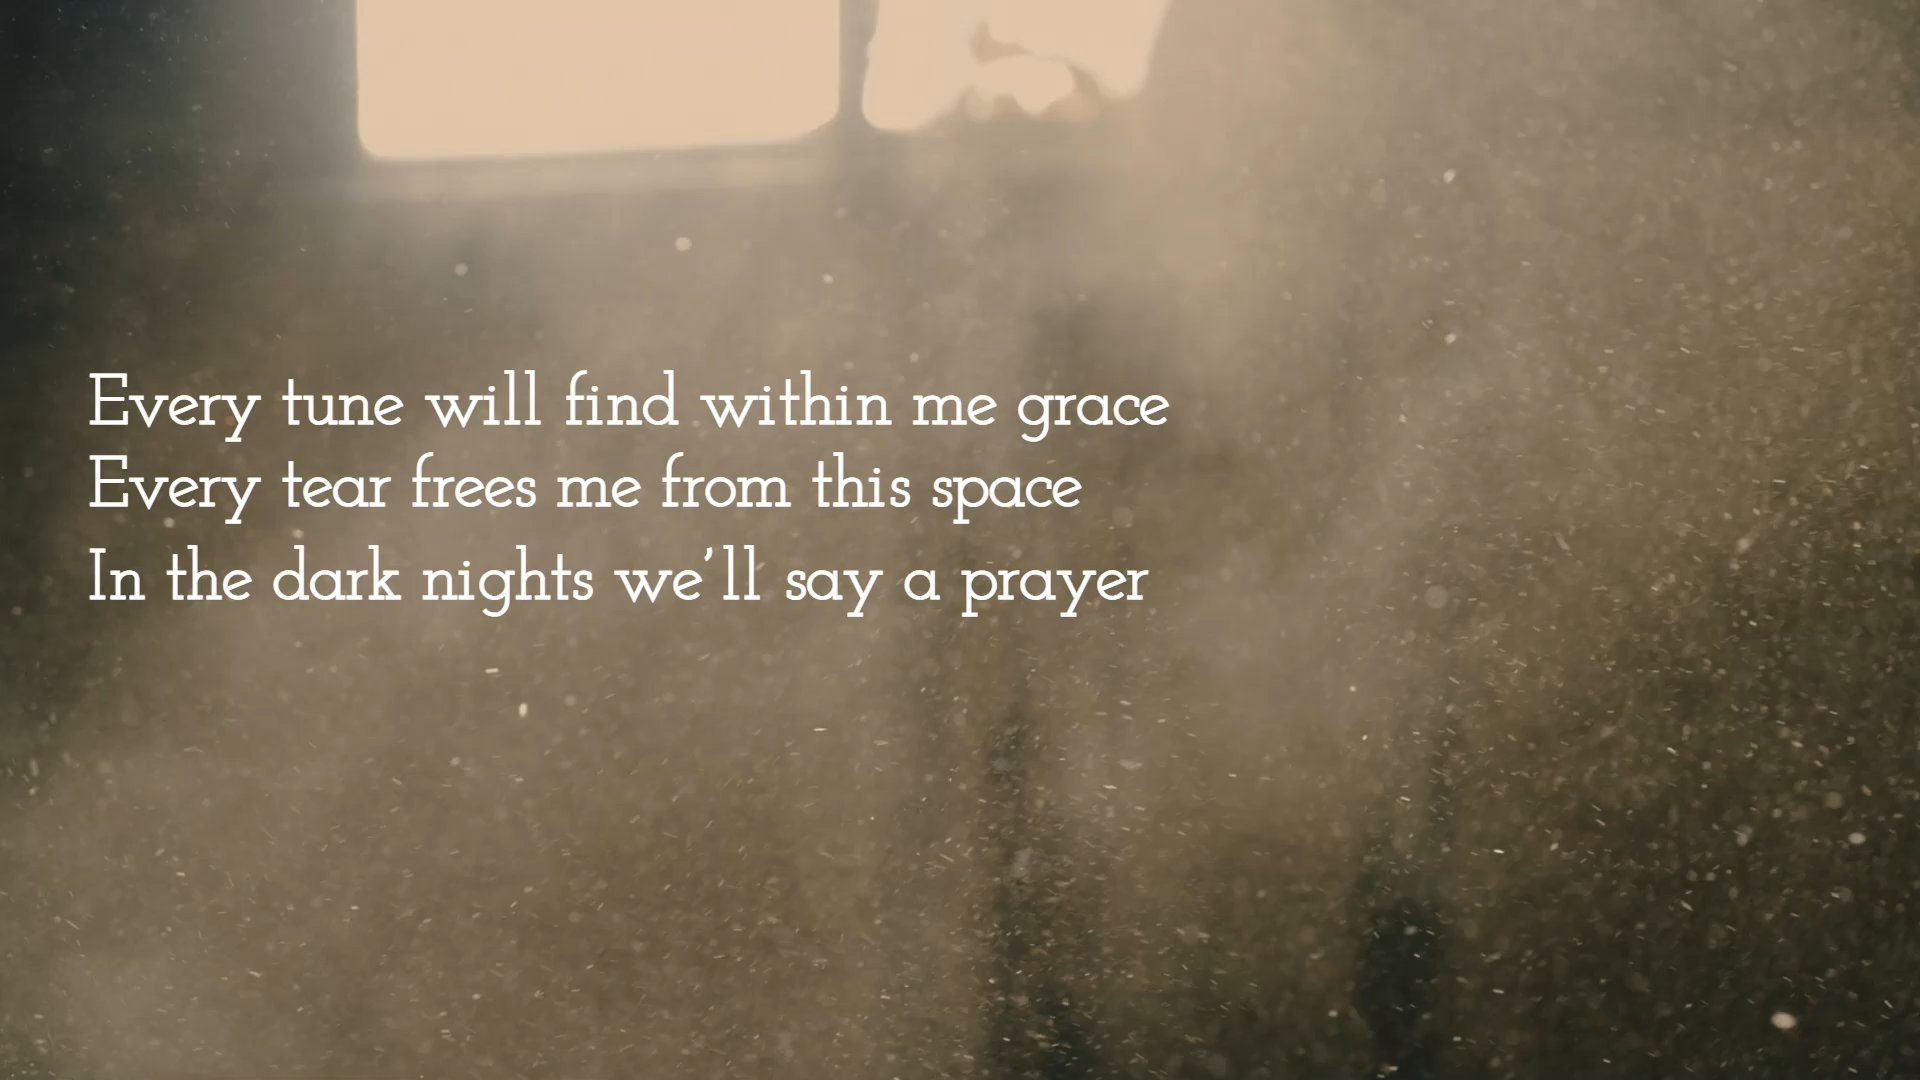 Every tune will find within me grace
Every tear frees me from this space
In the dark nights we'll say a prayer